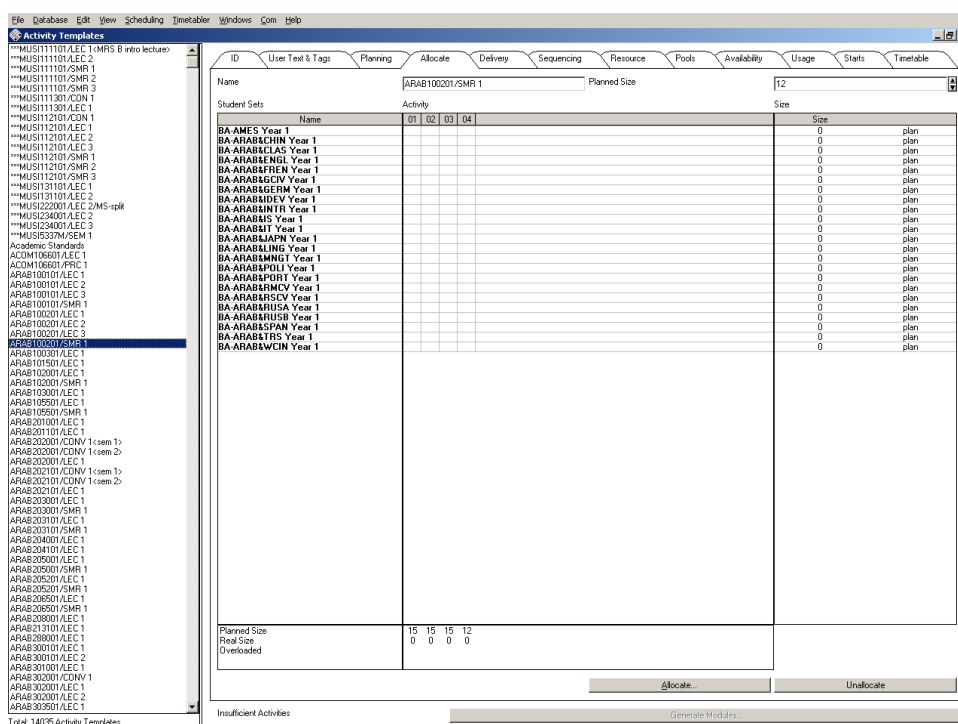 File Database Edit View Scheduling Timetabler Windows Com Help
Activity Templates
***MUSI111101/LEC 1<MRS B intro lecture>
***MUSI111101/LEC 2
***MUSI111101/SMR 1
***MUSI111101/SMR 2
***MUSI111101/SMR 3
***MUSI111301/CON 1
***MUSI111301/LEC 1
***MUSI112101/CON 1
***MUSI112101/LEC 1
***MUSI112101/LEC 2
***MUSI112101/LEC 3
***MUSI112101/SMR 1
***MUSI112101/SMR 2
***MUSI112101/SMR 3
***MUSI131101/LEC 1
***MUSI131101/LEC 2
***MUSI222001/LEC 2/MS-split
***MUSI234001/LEC 2
***MUSI234001/LEC 3
***MUSI5337M/SEM 1
Academic Standards
ACOM106601/LEC 1
ACOM106601/PRC 1
ARAB100101/LEC 1
ARAB100101/LEC 2
ARAB100101/LEC 3
ARAB100101/SMR 1
ARAB100201/LEC 1
ARAB100201/LEC 2
ARAB100201/LEC 3
ARAB100201/SMR 1
ARAB100301/LEC 1
ARAB101501/LEC 1
ARAB102001/LEC 1
ARAB102001/SMR 1
ARAB103001/LEC 1
ARAB105501/LEC 1
ARAB105501/SMR 1
ARAB201001/LEC 1
ARAB201101/LEC 1
ARAB202001/CONV 1<sem 1>
ARAB202001/CONV 1<sem 2>
ARAB202001/LEC 1
ARAB202101/CONV 1<sem 1>
ARAB202101/CONV 1<sem 2>
ARAB202101/LEC 1
ARAB203001/LEC 1
ARAB203001/SMR 1
ARAB203101/LEC 1
ARAB203101/SMR 1
ARAB204001/LEC 1
ARAB204101/LEC 1
ARAB205001/LEC 1
ARAB205001/SMR 1
ARAB205201/LEC 1
ARAB205201/SMR 1
ARAB206501/LEC 1
ARAB206501/SMR 1
ARAB208001/LEC 1
ARAB213101/LEC 1
ARAB288001/LEC 1
ARAB300101/LEC 1
ARAB300101/LEC 2
ARAB301001/LEC 1
ARAB302001/CONV 1
ARAB302001/LEC 1
ARAB302001/LEC 2
ARAB303501/LEC 1
Total: 14035 Activity Templates
ID User Text & Tags Planning Allocate Delivery Sequencing Resource Pools Availability Usage Starts Timetable
Name ARAB100201/SMR 1 Planned Size 12
Student Sets Activity Size
Name 01 02 03 04 Size
BA-AMES Year 1 0 plan
BA-ARAB&CHIN Year 1 0 plan
BA-ARAB&CLAS Year 1 0 plan
BA-ARAB&ENGL Year 1 0 plan
BA-ARAB&FREN Year 1 0 plan
BA-ARAB&GCIV Year 1 0 plan
BA-ARAB&GERM Year 1 0 plan
BA-ARAB&IDEV Year 1 0 plan
BA-ARAB&INTR Year 1 0 plan
BA-ARAB&IS Year 1 0 plan
BA-ARAB&IT Year 1 0 plan
BA-ARAB&JAPN Year 1 0 plan
BA-ARAB&LING Year 1 0 plan
BA-ARAB&MNGT Year 1 0 plan
BA-ARAB&POLI Year 1 0 plan
BA-ARAB&PORT Year 1 0 plan
BA-ARAB&RMCV Year 1 0 plan
BA-ARAB&RSCV Year 1 0 plan
BA-ARAB&RUSA Year 1 0 plan
BA-ARAB&RUSB Year 1 0 plan
BA-ARAB&SPAN Year 1 0 plan
BA-ARAB&TRS Year 1 0 plan
BA-ARAB&WCIN Year 1 0 plan
Planned Size 15 15 15 12
Real Size 0 0 0 0
Overloaded
Allocate... Unallocate
Insufficient Activities Generate Modules...